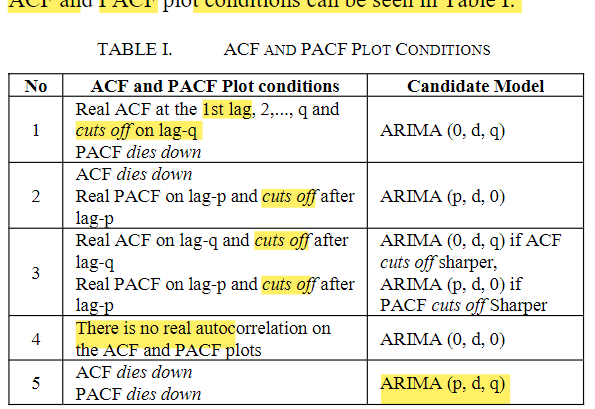 ACF and PACF plot conditions can be seen in Table I.
TABLE I. ACF AND PACF PLOT CONDITIONS
No ACF and PACF Plot conditions Candidate Model
1
Real ACF at the 1st lag, 2,..., q and
cuts off on lag-q
PACF dies down
ARIMA (0, d, q)
2
ACF dies down
Real PACF on lag-p and cuts off after
lag-p
ARIMA (p, d, 0)
3
Real ACF on lag-q and cuts off after
lag-q
Real PACF on lag-p and cuts off after
lag-p
ARIMA (0, d, q) if ACF
cuts off sharper,
ARIMA (p, d, 0) if
PACF cuts off Sharper
4
There is no real autocorrelation on
the ACF and PACF plots
ARIMA (0, d, 0)
5
ACF dies down
PACF dies down
ARIMA (p, d, q)